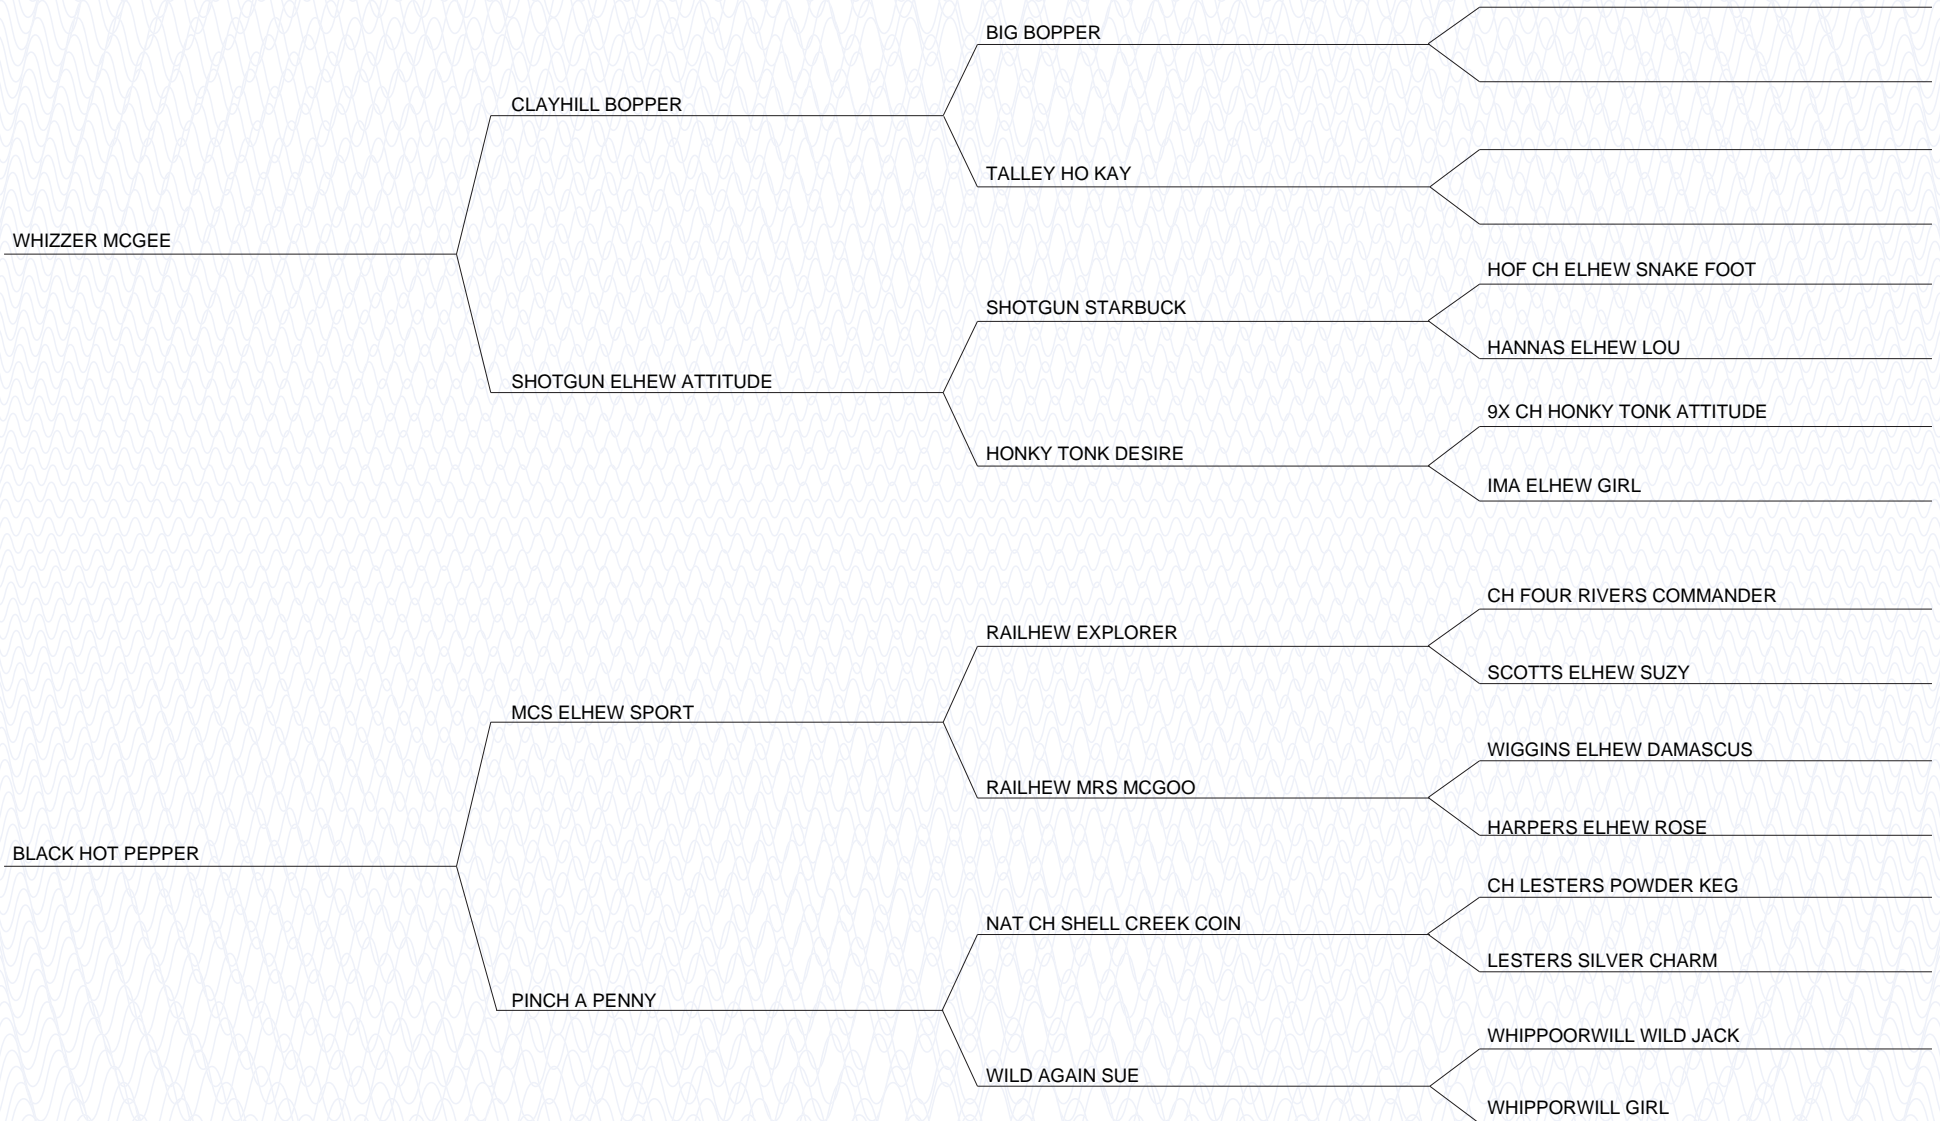 BIG BOPPER
CLAYHILL BOPPER
TALLEY HO KAY
WHIZZER MCGEE
HOF CH ELHEW SNAKE FOOT
SHOTGUN STARBUCK
HANNAS ELHEW LOU
SHOTGUN ELHEW ATTITUDE
9X CH HONKY TONK ATTITUDE
HONKY TONK DESIRE
IMA ELHEW GIRL
CH FOUR RIVERS COMMANDER
RAILHEW EXPLORER
SCOTTS ELHEW SUZY
MCS ELHEW SPORT
WIGGINS ELHEW DAMASCUS
RAILHEW MRS MCGOO
HARPERS ELHEW ROSE
BLACK HOT PEPPER
CH LESTERS POWDER KEG
NAT CH SHELL CREEK COIN
LESTERS SILVER CHARM
PINCH A PENNY
WHIPPOORWILL WILD JACK
WILD AGAIN SUE
WHIPPORWILL GIRL